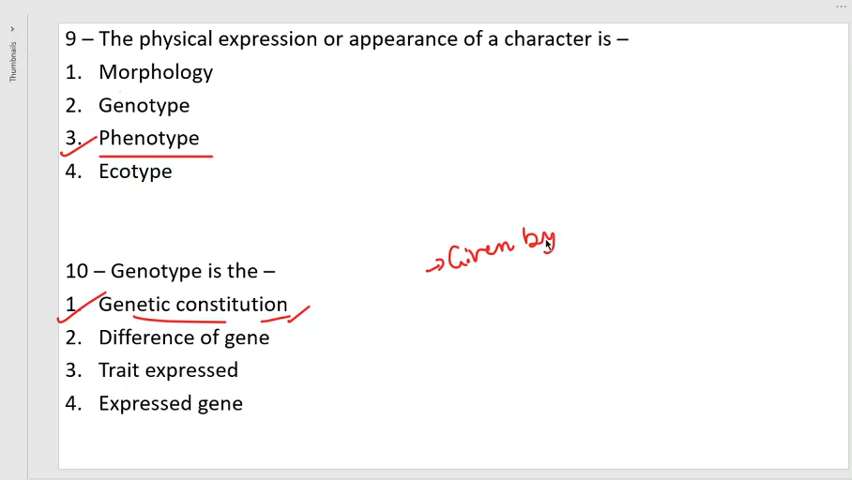 Thumbnails
9 – The physical expression or appearance of a character is –
1. Morphology
2. Genotype
3. Phenotype
4. Ecotype
→Given by
10 – Genotype is the –
1. Genetic constitution
2. Difference of gene
3. Trait expressed
4. Expressed gene